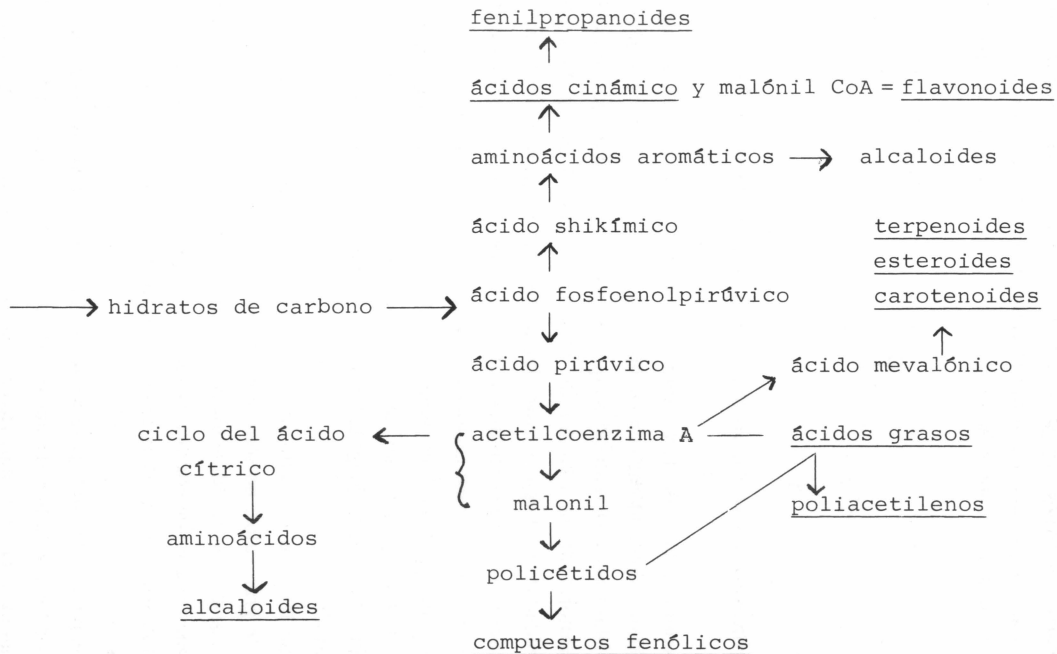 fenilpropanoides
ácidos cinámico y malónil CoA = flavonoides
aminoácidos aromáticos alcaloides
ácido shikímico terpenoides
esteroides
hidratos de carbono ácido fosfoenolpirúvico carotenoides
ácido pirúvico ácido mevalónico
ciclo del ácido acetilcoenzima A ácidos grasos
cítrico
malonil poliacetilenos
aminoácidos
policétidos
alcaloides
compuestos fenólicos